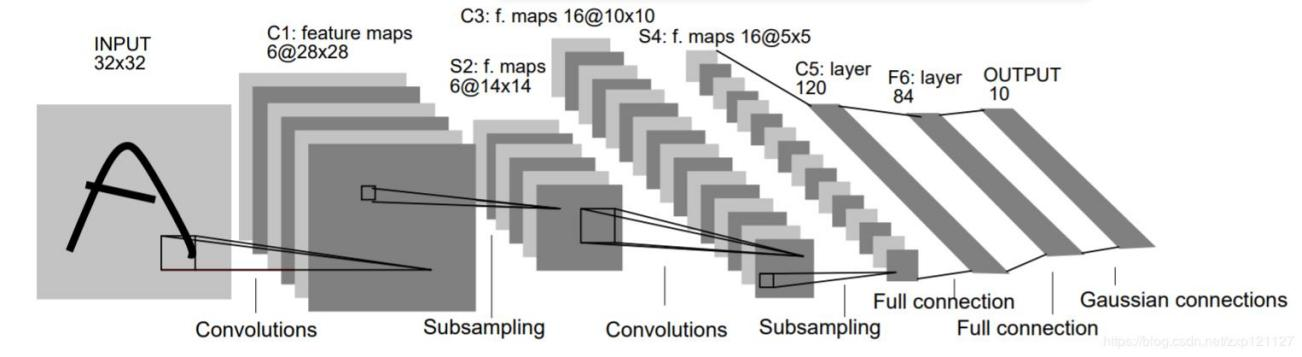 INPUT
32x32
C1: feature maps
6@28x28
S2: f. maps
6@14x14
C3: f. maps 16@10x10
S4: f. maps 16@5x5
C5: layer
120
F6: layer
84
OUTPUT
10
Convolutions
Subsampling
Convolutions
Subsampling
Full connection
Full connection
Gaussian connections
https://blog.csdn.net/zxp121127